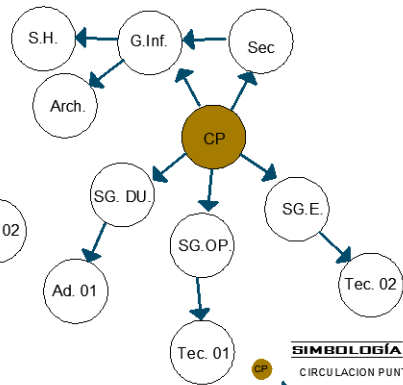 S.H.
G.Inf.
Sec
Arch.
CP
SG. DU.
SG.E.
02
SG.OP.
Ad. 01
Tec. 02
Tec. 01
SIMBOLOGÍA
CP
CIRCULACION PUNT